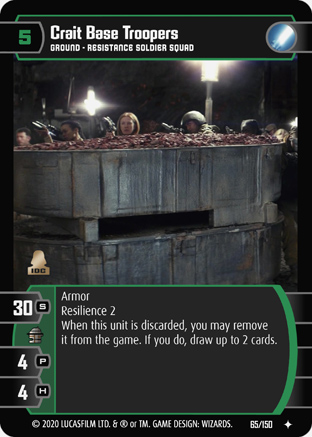 5
Crait Base Troopers
GROUND - RESISTANCE SOLDIER SQUAD
IDC
30 S
4 P
4 H
Armor
Resilience 2
When this unit is discarded, you may remove
it from the game. If you do, draw up to 2 cards.
© 2020 LUCASFILM LTD. & ® or TM. GAME DESIGN: WIZARDS.
65/150